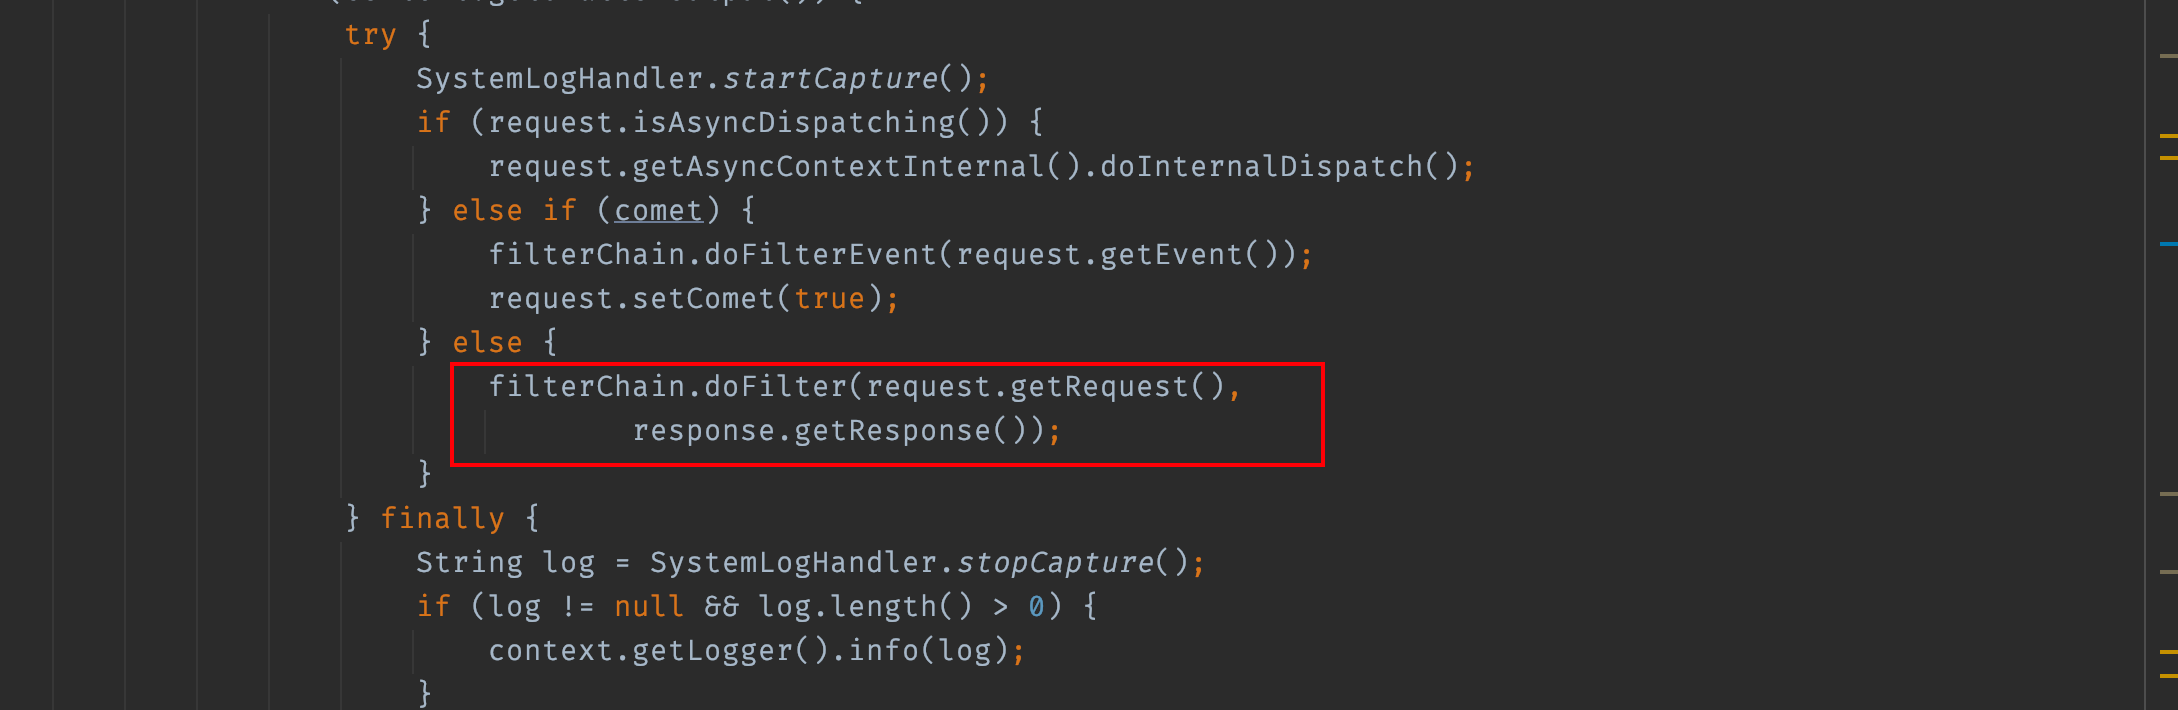 try {
SystemLogHandler.startCapture();
if (request.isAsyncDispatching()) {
request.getAsyncContextInternal().doInternalDispatch();
} else if (comet) {
filterChain.doFilterEvent(request.getEvent());
request.setComet(true);
} else {
filterChain.doFilter(request.getRequest(),
response.getResponse());
}
} finally {
String log = SystemLogHandler.stopCapture();
if (log != null && log.length() > 0) {
context.getLogger().info(log);
}